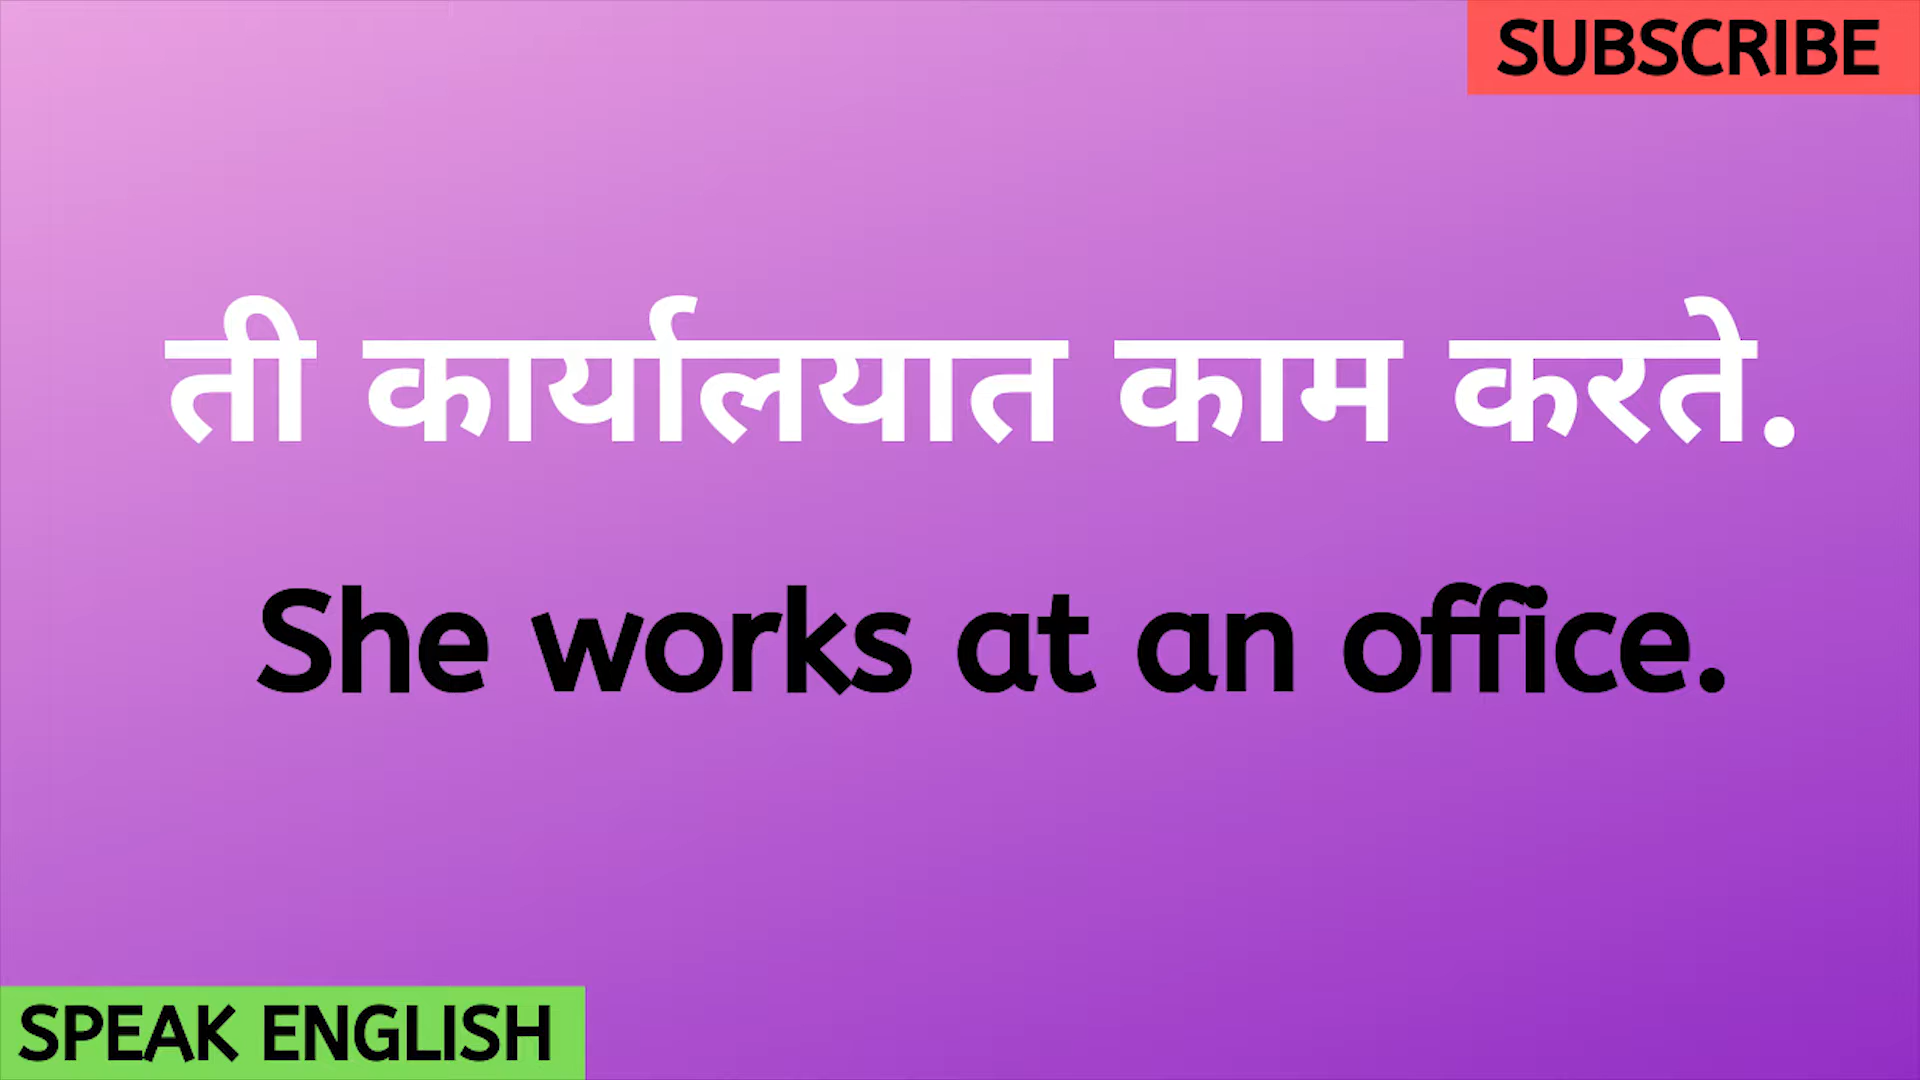 SUBSCRIBE
ती कार्यालयात काम करते.
She works at an office.
SPEAK ENGLISH